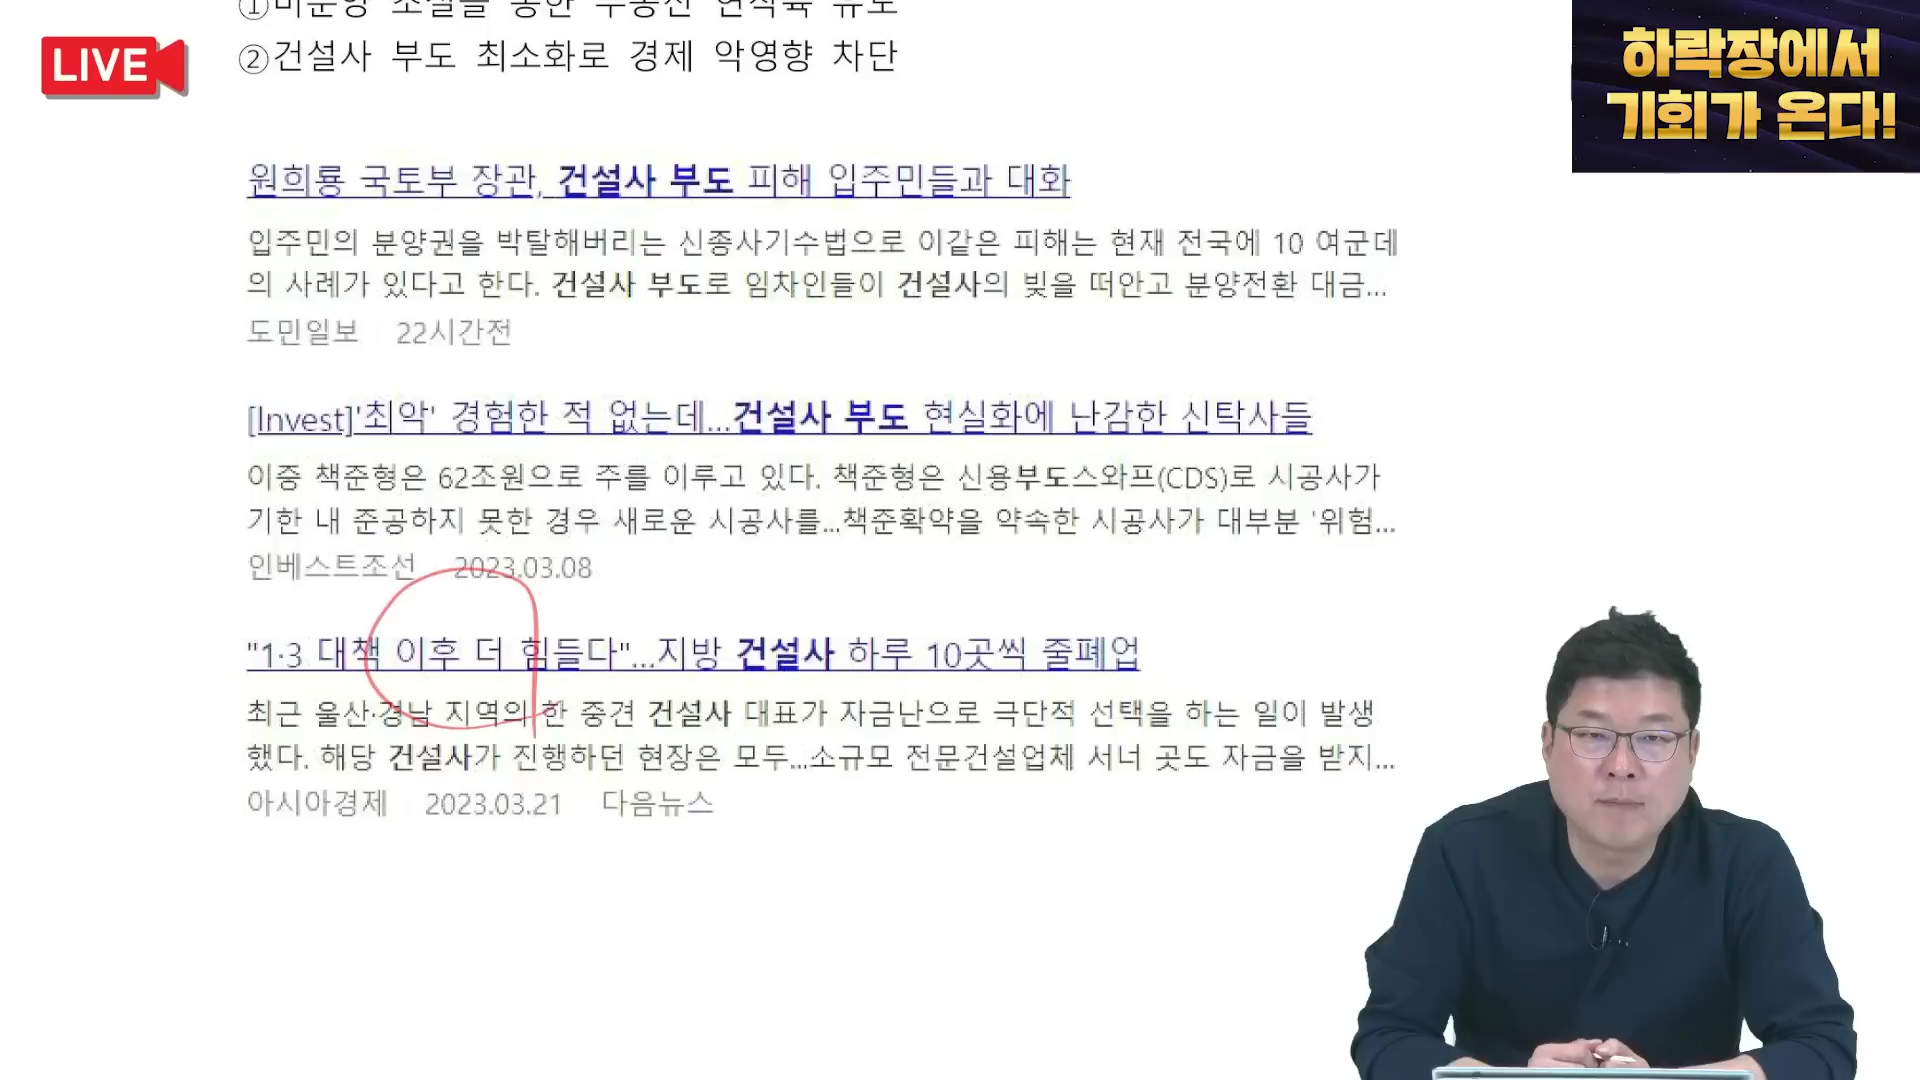 ①미분양 조절을 통한 부동산 연착륙 유도
LIVE
②건설사 부도 최소화로 경제 악영향 차단
하락장에서
기회가 온다!
원희룡 국토부 장관, 건설사 부도 피해 입주민들과 대화
입주민의 분양권을 박탈해버리는 신종사기수법으로 이같은 피해는 현재 전국에 10 여군데
의 사례가 있다고 한다. 건설사 부도로 임차인들이 건설사의 빚을 떠안고 분양전환 대금...
도민일보 22시간전
[Invest]'최악' 경험한 적 없는데...건설사 부도 현실화에 난감한 신탁사들
이중 책준형은 62조원으로 주를 이루고 있다. 책준형은 신용부도스와프(CDS)로 시공사가
기한 내 준공하지 못한 경우 새로운 시공사를...책준확약을 약속한 시공사가 대부분 '위험...
인베스트조선 2023.03.08
"1·3 대책 이후 더 힘들다"...지방 건설사 하루 10곳씩 줄폐업
최근 울산·경남 지역의 한 중견 건설사 대표가 자금난으로 극단적 선택을 하는 일이 발생
했다. 해당 건설사가 진행하던 현장은 모두...소규모 전문건설업체 서너 곳도 자금을 받지...
아시아경제 2023.03.21 다음뉴스